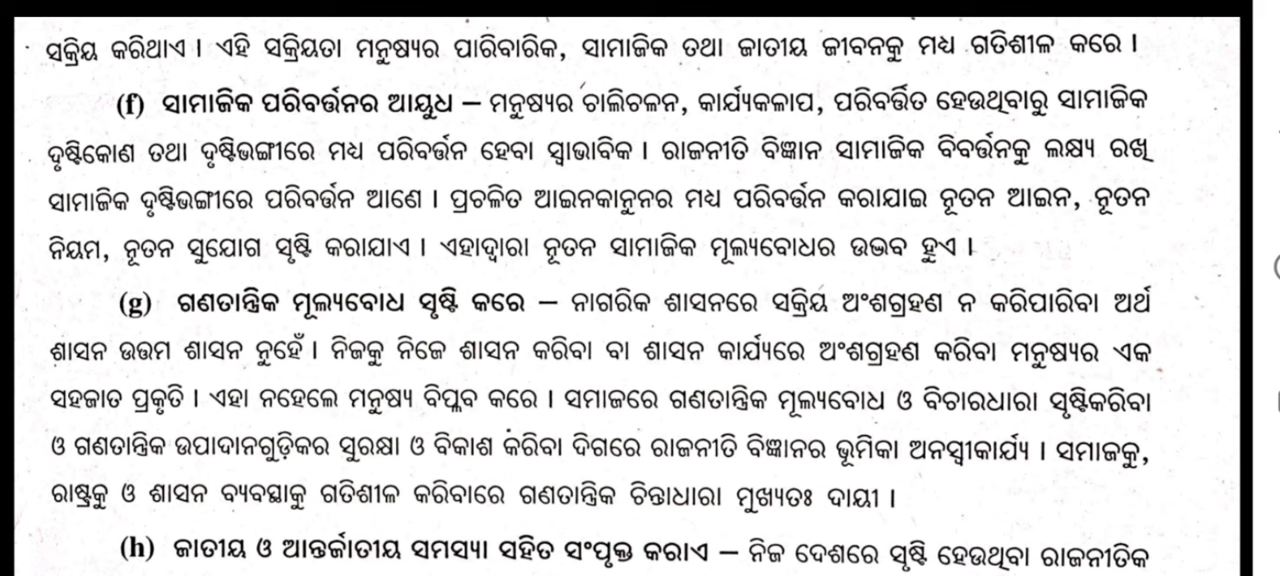 ସକ୍ରିୟ କରିଥାଏ । ଏହି ସକ୍ରିୟତା ମନୁଷ୍ୟର ପାରିବାରିକ, ସାମାଜିକ ତଥା ଜାତୀୟ ଜୀବନକୁ ମଧ୍ୟ ଗତିଶୀଳ କରେ ।
(f) ସାମାଜିକ ପରିବର୍ତ୍ତନର ଆୟୁଧ – ମନୁଷ୍ୟର ଚାଲିଚଳନ, କାର୍ଯ୍ୟକଳାପ, ପରିବର୍ତ୍ତିତ ହେଉଥିବାରୁ ସାମାଜିକ
ଦୃଷ୍ଟିକୋଣ ତଥା ଦୃଷ୍ଟିଭଙ୍ଗୀରେ ମଧ୍ୟ ପରିବର୍ତ୍ତନ ହେବା ସ୍ୱାଭାବିକ । ରାଜନୀତି ବିଜ୍ଞାନ ସାମାଜିକ ବିବର୍ତ୍ତନକୁ ଲକ୍ଷ୍ୟ ରଖି
ସାମାଜିକ ଦୃଷ୍ଟିଭଙ୍ଗୀରେ ପରିବର୍ତ୍ତନ ଆଣେ । ପ୍ରଚଳିତ ଆଇନକାନୁନର ମଧ୍ୟ ପରିବର୍ତ୍ତନ କରାଯାଇ ନୂତନ ଆଇନ, ନୂତନ
ନିୟମ, ନୂତନ ସୁଯୋଗ ସୃଷ୍ଟି କରାଯାଏ । ଏହାଦ୍ୱାରା ନୂତନ ସାମାଜିକ ମୂଲ୍ୟବୋଧର ଉଦ୍ଭବ ହୁଏ ।
(g) ଗଣତାନ୍ତ୍ରିକ ମୂଲ୍ୟବୋଧ ସୃଷ୍ଟି କରେ – ନାଗରିକ ଶାସନରେ ସକ୍ରିୟ ଅଂଶଗ୍ରହଣ ନ କରିପାରିବା ଅର୍ଥ
ଶାସନ ଉତ୍ତମ ଶାସନ ନୁହେଁ । ନିଜକୁ ନିଜେ ଶାସନ କରିବା ବା ଶାସନ କାର୍ଯ୍ୟରେ ଅଂଶଗ୍ରହଣ କରିବା ମନୁଷ୍ୟର ଏକ
ସହଜାତ ପ୍ରକୃତି । ଏହା ନହେଲେ ମନୁଷ୍ୟ ବିପ୍ଳବ କରେ । ସମାଜରେ ଗଣତାନ୍ତ୍ରିକ ମୂଲ୍ୟବୋଧ ଓ ବିଚାରଧାରା ସୃଷ୍ଟିକରିବା
ଓ ଗଣତାନ୍ତ୍ରିକ ଉପାଦାନଗୁଡ଼ିକର ସୁରକ୍ଷା ଓ ବିକାଶ କରିବା ଦିଗରେ ରାଜନୀତି ବିଜ୍ଞାନର ଭୂମିକା ଅନସ୍ୱୀକାର୍ଯ୍ୟ । ସମାଜକୁ,
ରାଷ୍ଟ୍ରକୁ ଓ ଶାସନ ବ୍ୟବସ୍ଥାକୁ ଗତିଶୀଳ କରିବାରେ ଗଣତାନ୍ତ୍ରିକ ଚିନ୍ତାଧାରା ମୁଖ୍ୟତଃ ଦାୟୀ ।
(h) ଜାତୀୟ ଓ ଆନ୍ତର୍ଜାତୀୟ ସମସ୍ୟା ସହିତ ସଂପୃକ୍ତ କରାଏ – ନିଜ ଦେଶରେ ସୃଷ୍ଟି ହେଉଥିବା ରାଜନୀତିକ